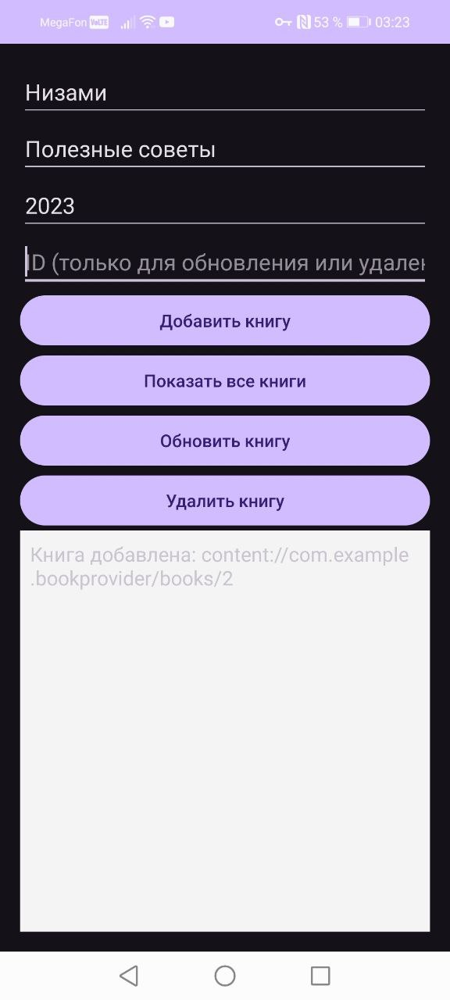 MegaFon VoLTE 53 % 03:23
Низами
Полезные советы
2023
ID (только для обновления или удален
Добавить книгу
Показать все книги
Обновить книгу
Удалить книгу
Книга добавлена: content://com.example
.bookprovider/books/2